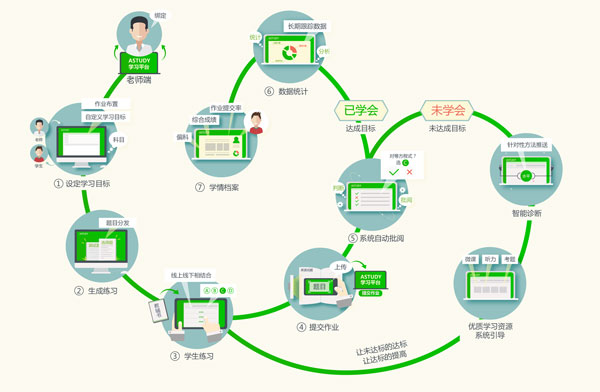 绑定
ASTUDY
学习平台
老师端
作业布置
自定义学习目标
科目
老师
学生
① 设定学习目标
题目分发
② 生成练习
线上线下相结合
A B C D
③ 学生练习
上传
题目
ASTUDY
学习平台
提交作业
④ 提交作业
对错方程式？
选 C
判断
批阅
⑤ 系统自动批阅
长期跟踪数据
统计
分析
⑥ 数据统计
作业提交率
综合成绩
偏科
⑦ 学情档案
已学会
达成目标
未学会
未达成目标
针对性方法推送
智能诊断
微课
听力
考题
优质学习资源
系统引导
让未达标的达标
让达标的提高